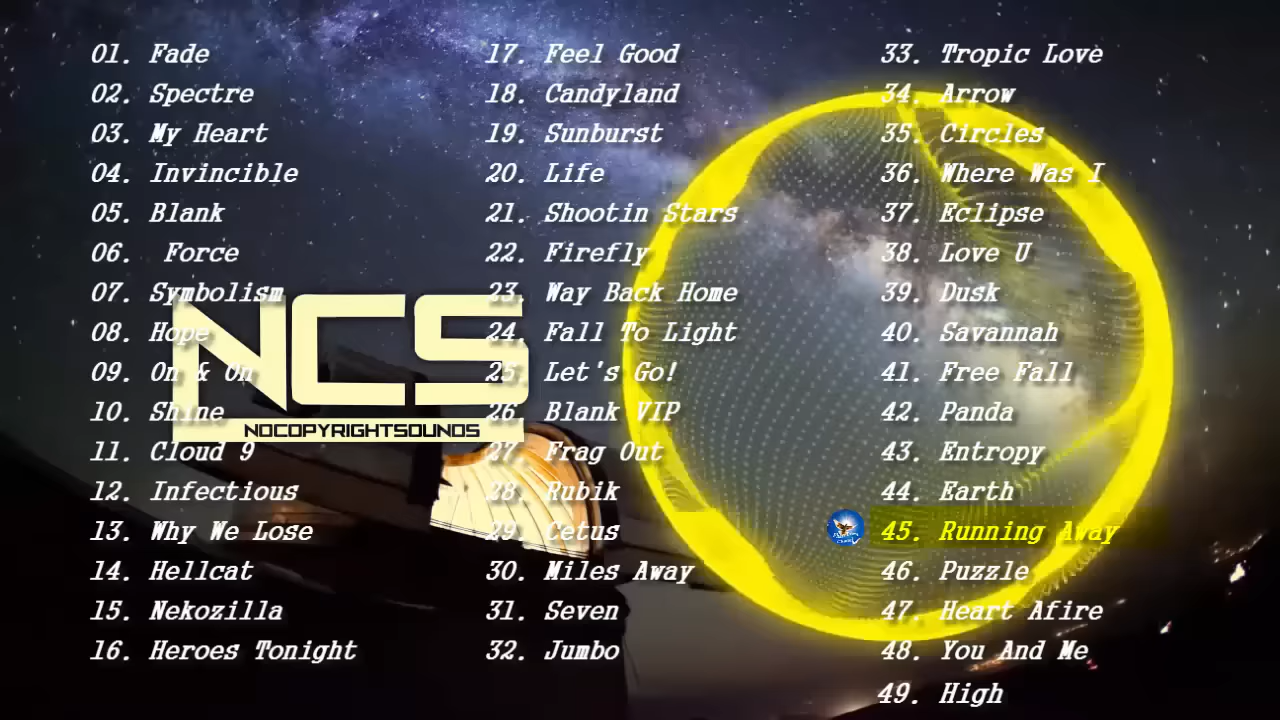 01. Fade
02. Spectre
03. My Heart
04. Invincible
05. Blank
06. Force
07. Symbolism
08. Hope
09. On & On
10. Shine
11. Cloud 9
12. Infectious
13. Why We Lose
14. Hellcat
15. Nekozilla
16. Heroes Tonight
NCS
NOCOPYRIGHTSOUNDS
17. Feel Good
18. Candyland
19. Sunburst
20. Life
21. Shootin Stars
22. Firefly
23. Way Back Home
24. Fall To Light
25. Let's Go!
26. Blank VIP
27. Frag Out
28. Rubik
29. Cetus
30. Miles Away
31. Seven
32. Jumbo
33. Tropic Love
34. Arrow
35. Circles
36. Where Was I
37. Eclipse
38. Love U
39. Dusk
40. Savannah
41. Free Fall
42. Panda
43. Entropy
44. Earth
45. Running Away
46. Puzzle
47. Heart Afire
48. You And Me
49. High